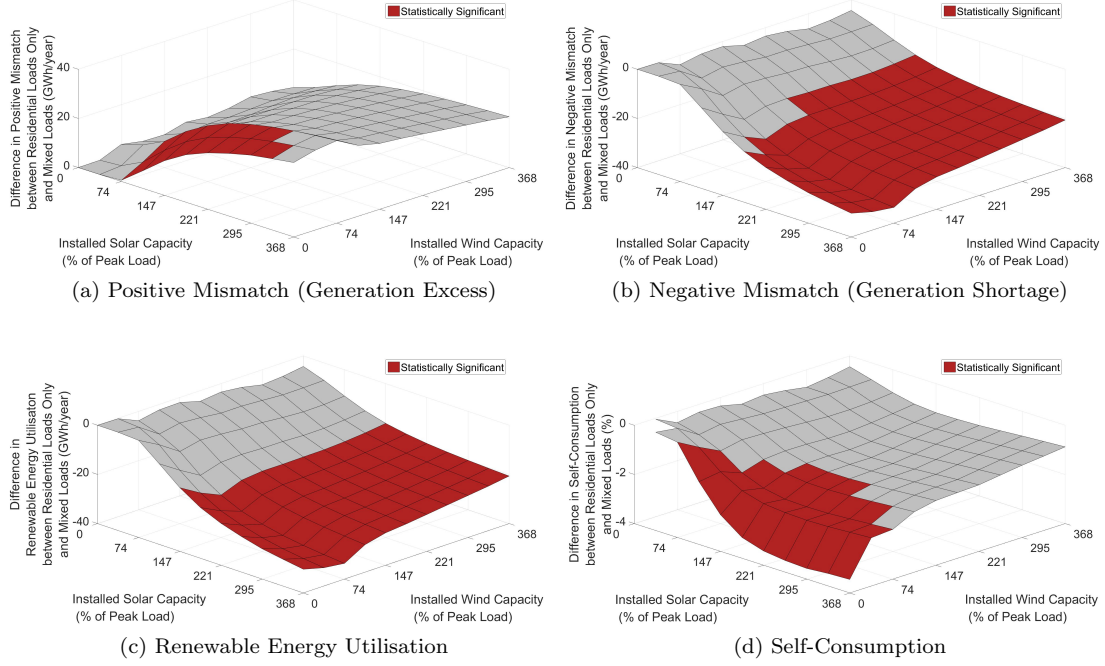 Statistically Significant
Difference in Positive Mismatch
between Residential Loads Only
and Mixed Loads (GWh/year)
40
20
0
0
74
147
221
295
368
0
74
147
221
295
368
Installed Solar Capacity
(% of Peak Load)
Installed Wind Capacity
(% of Peak Load)
(a) Positive Mismatch (Generation Excess)
Statistically Significant
Difference in Negative Mismatch
between Residential Loads Only
and Mixed Loads (GWh/year)
0
-20
-40
0
74
147
221
295
368
0
74
147
221
295
368
Installed Solar Capacity
(% of Peak Load)
Installed Wind Capacity
(% of Peak Load)
(b) Negative Mismatch (Generation Shortage)
Statistically Significant
Difference in
Renewable Energy Utilisaton
between Residential Loads Only
and Mixed Loads (GWh/year)
0
-20
-40
0
74
147
221
295
368
0
74
147
221
295
368
Installed Solar Capacity
(% of Peak Load)
Installed Wind Capacity
(% of Peak Load)
(c) Renewable Energy Utilisation
Statistically Significant
Difference in Self-Consumption
between Residential Loads Only
and Mixed Loads (%)
0
-2
-4
0
74
147
221
295
368
0
74
147
221
295
368
Installed Solar Capacity
(% of Peak Load)
Installed Wind Capacity
(% of Peak Load)
(d) Self-Consumption